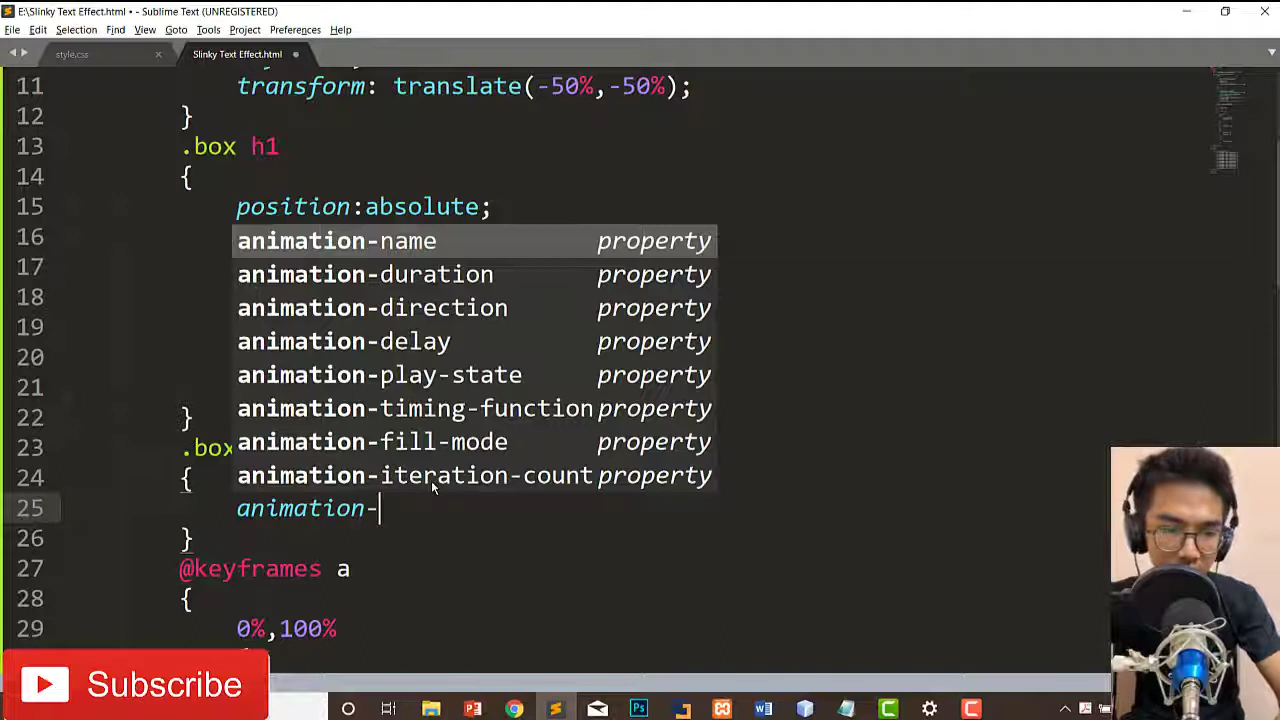 E:\Slinky Text Effect.html • - Sublime Text (UNREGISTERED)
File Edit Selection Find View Goto Tools Project Preferences Help
style.css × Slinky Text Effect.html
11 transform: translate(-50%,-50%);
12 }
13 .box h1
14 {
15 position:absolute;
16 animation-name property
17 animation-duration property
18 animation-direction property
19 animation-delay property
20 animation-play-state property
21 animation-timing-function property
22 } animation-fill-mode property
23 .box
24 { animation-iteration-count property
25 animation-
26 }
27 @keyframes a
28 {
29 0%,100%
Subscribe